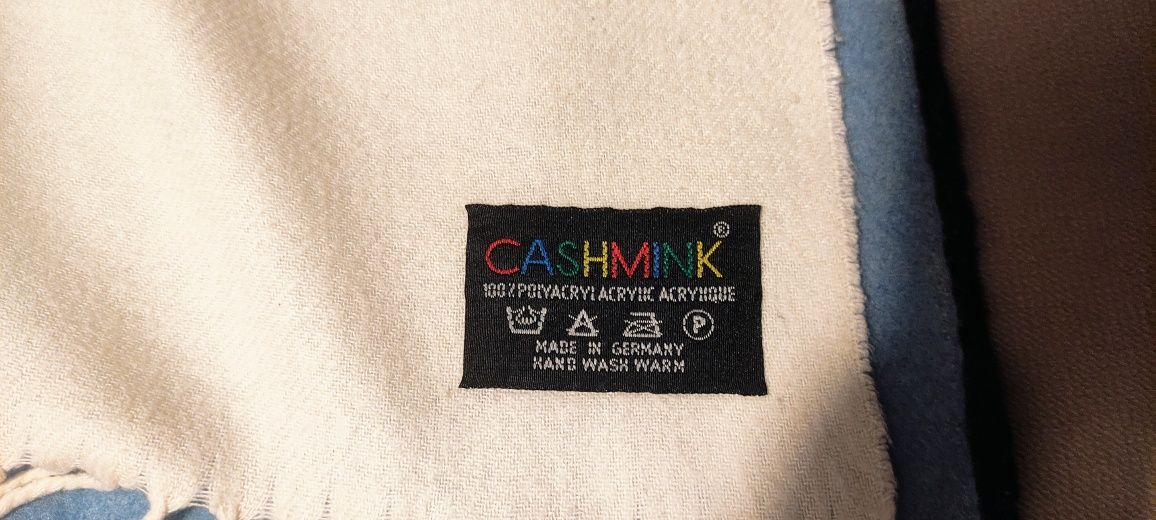 CASHMINK®
100% POLYACRYL ACRYLIC ACRYLIQUE
P
MADE IN GERMANY
HAND WASH WARM